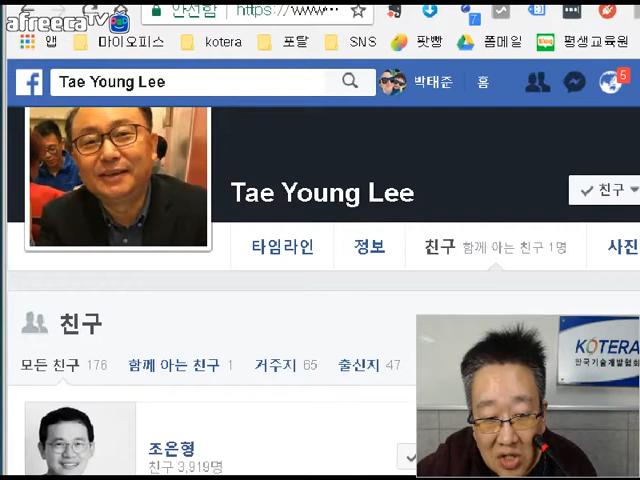 안선함 https://www...
afreecaTV
앱 마이오피스 kotera 포탈 SNS 팟빵 폼메일 Blog 평생교육원
7
f Tae Young Lee 박태준 홈 5
Tae Young Lee
친구
타임라인 정보 친구 함께 아는 친구 1명 사진
친구
모든 친구 176 함께 아는 친구 1 거주지 65 출신지 47
KOTERA
한국기술개발협회
조은형
친구 3,919명